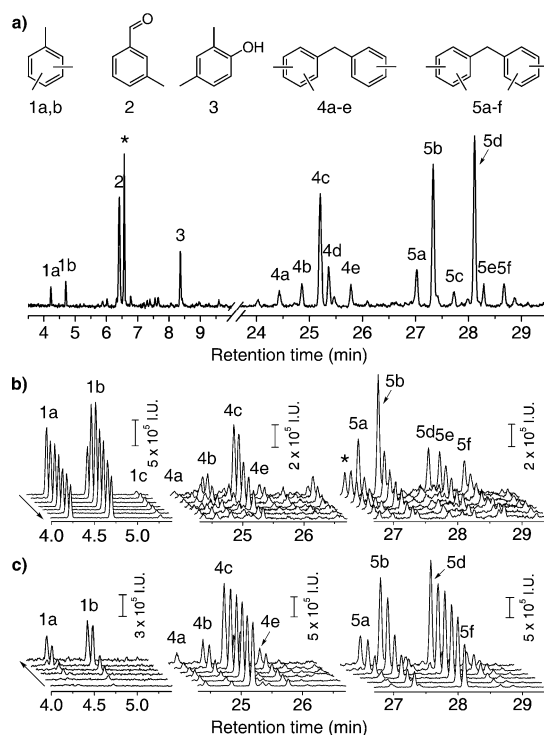 a)
O
OH
1a,b 2 3 4a-e 5a-f
*
5d
5b
4c
2
3
1a 1b
4a 4b 4d 4e
5a 5c 5e 5f
4 5 6 7 8 9 24 25 26 27 28 29
Retention time (min)
b)
1a 1b 1c
5 x 10⁵ I.U.
4a 4b 4c 4e
2 x 10⁵ I.U.
* 5a 5b 5d 5e 5f
2 x 10⁵ I.U.
4.0 4.5 5.0 25 26 27 28 29
c)
1a 1b
3 x 10⁵ I.U.
4a 4b 4c 4e
5 x 10⁵ I.U.
5a 5b 5d 5f
5 x 10⁵ I.U.
4.0 4.5 5.0 25 26 27 28 29
Retention time (min)